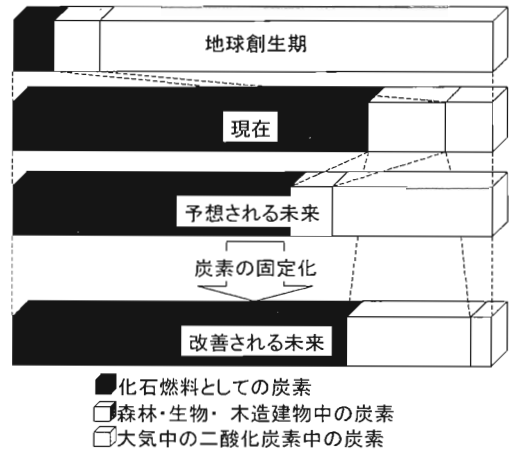 地球創生期
現在
予想される未来
炭素の固定化
改善される未来
化石燃料としての炭素
森林・生物・ 木造建物中の炭素
大気中の二酸化炭素中の炭素